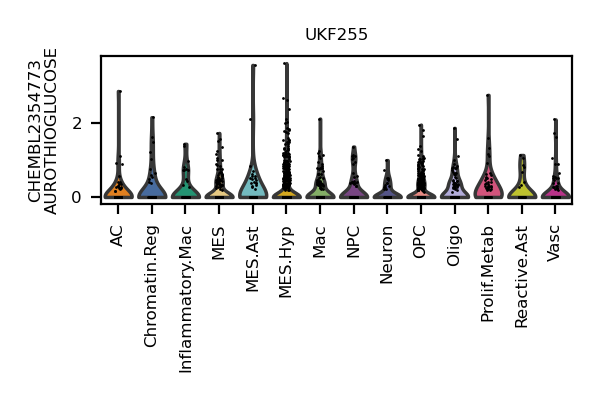 UKF255
CHEMBL2354773
AUROTHIOGLUCOSE
2
0
AC
Chromatin.Reg
Inflammatory.Mac
MES
MES.Ast
MES.Hyp
Mac
NPC
Neuron
OPC
Oligo
Prolif.Metab
Reactive.Ast
Vasc